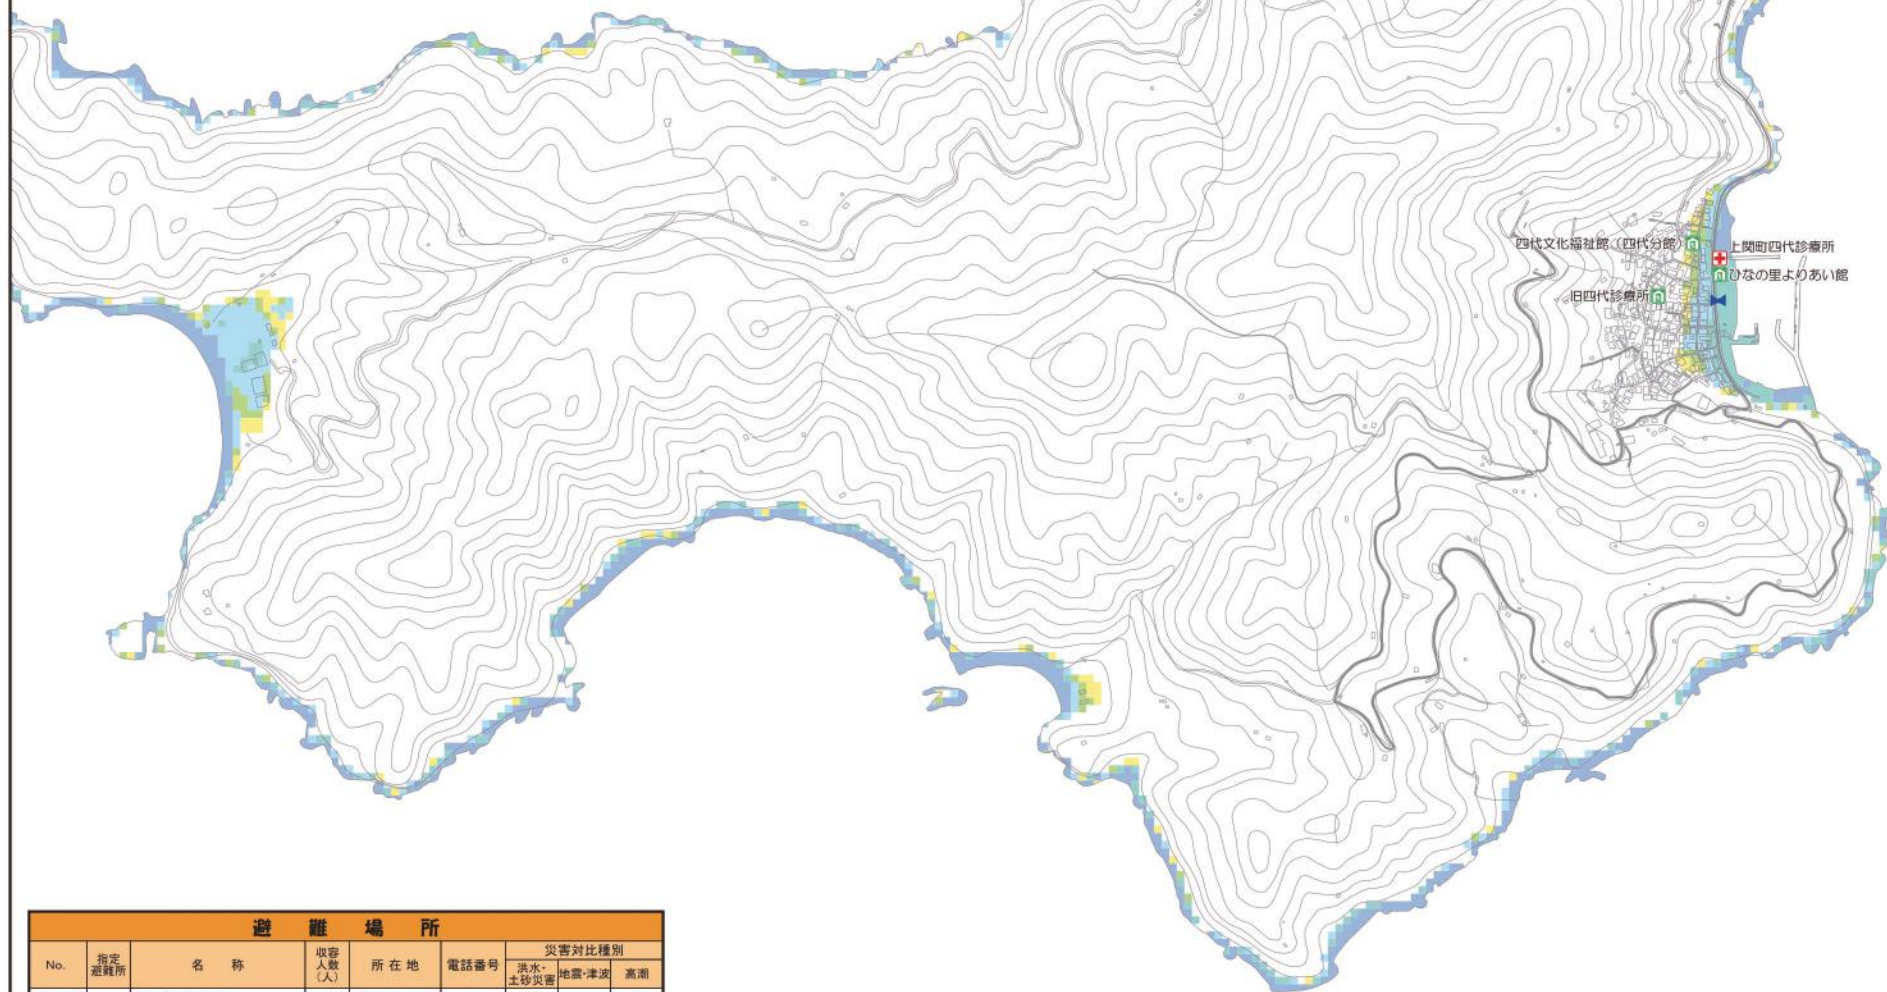 四代文化福祉館（四代分館）
上関町四代診療所
ひなの里よりあい館
旧四代診療所
避難場所
No.
指定
避難所
名称
収容
人数
（人）
所在地
電話番号
災害対比種別
洪水・
土砂災害
地震・津波
高潮